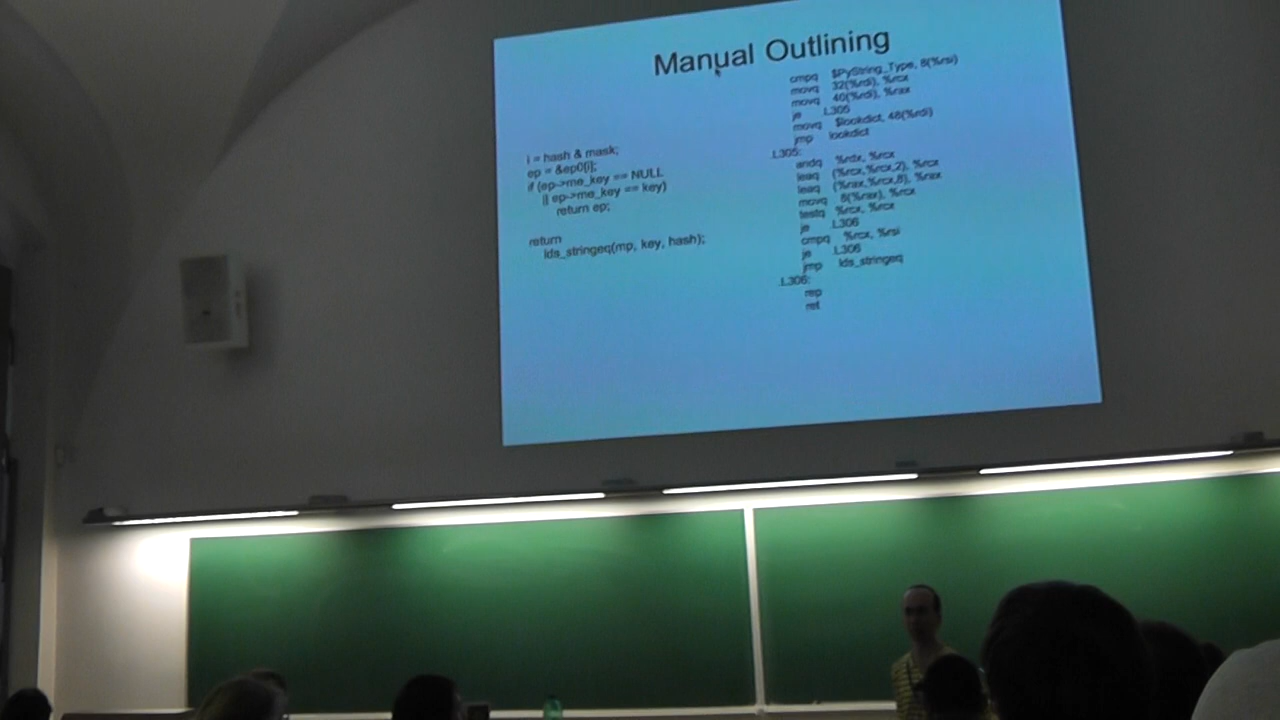 Manual Outlining
i = hash & mask;
ep = &ep0[i];
if (ep->me_key == NULL
|| ep->me_key == key)
return ep;
return
lds_stringeq(mp, key, hash);
cmpq $PyString_Type, 8(%rsi)
movq 32(%rdi), %rcx
movq 40(%rdi), %rax
je .L305
movq $lookdict, 48(%rdi)
jmp lookdict
.L305:
andq %rdx, %rcx
leaq (%rcx,%rcx,2), %rcx
leaq (%rax,%rcx,8), %rax
movq 8(%rax), %rcx
testq %rcx, %rcx
je .L306
cmpq %rcx, %rsi
je .L306
jmp lds_stringeq
.L306:
rep
ret